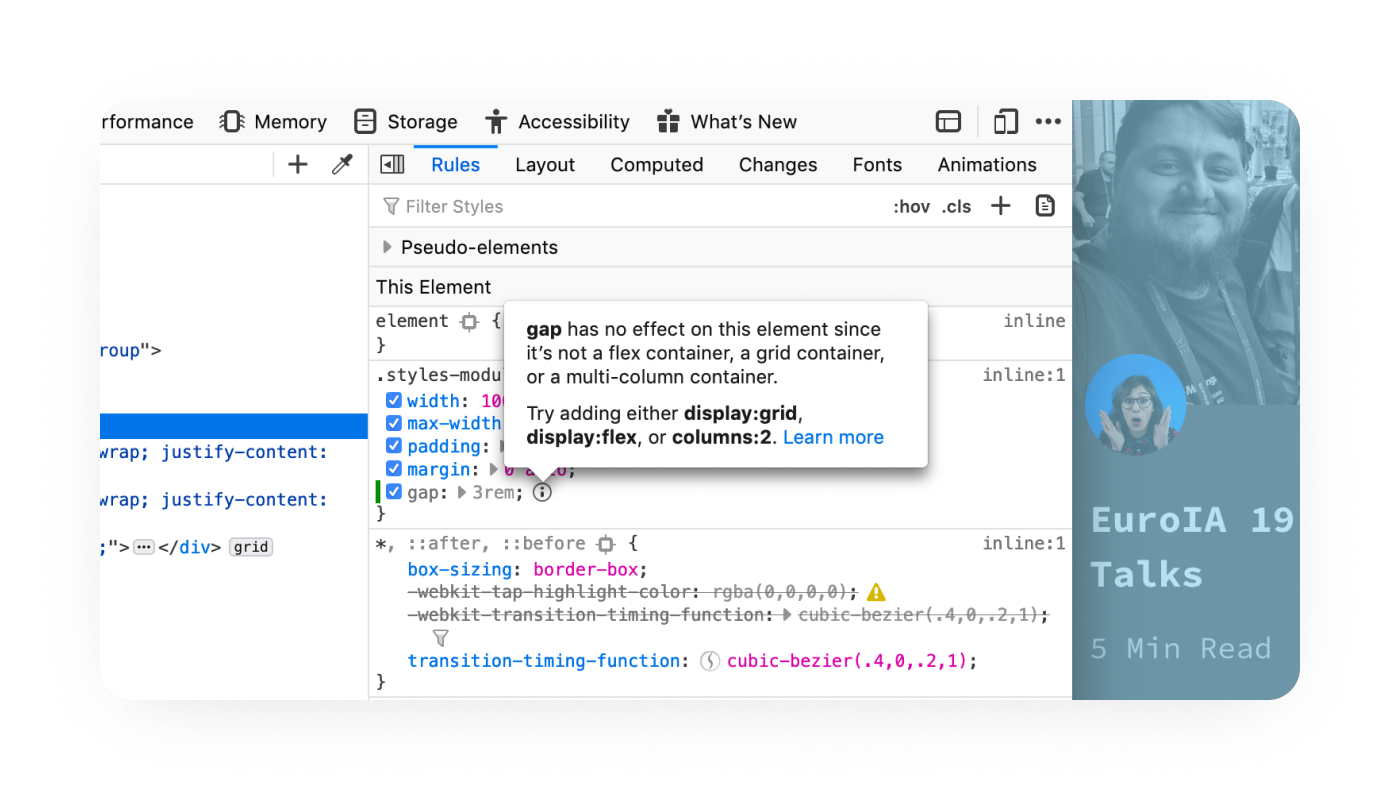 rformance Memory Storage Accessibility What's New
Rules Layout Computed Changes Fonts Animations
Filter Styles :hov .cls
Pseudo-elements
This Element
element { inline
}
.styles-modu inline:1
width: 10
max-width
padding:
margin: 0 auto;
gap: 3rem;
}
gap has no effect on this element since
it's not a flex container, a grid container,
or a multi-column container.
Try adding either display:grid,
display:flex, or columns:2. Learn more
*, ::after, ::before { inline:1
box-sizing: border-box;
-webkit-tap-highlight-color: rgba(0,0,0,0);
-webkit-transition-timing-function: cubic-bezier(.4,0,.2,1);
transition-timing-function: cubic-bezier(.4,0,.2,1);
}
roup">
wrap; justify-content:
wrap; justify-content:
;"></div> grid
EuroIA 19
Talks
5 Min Read